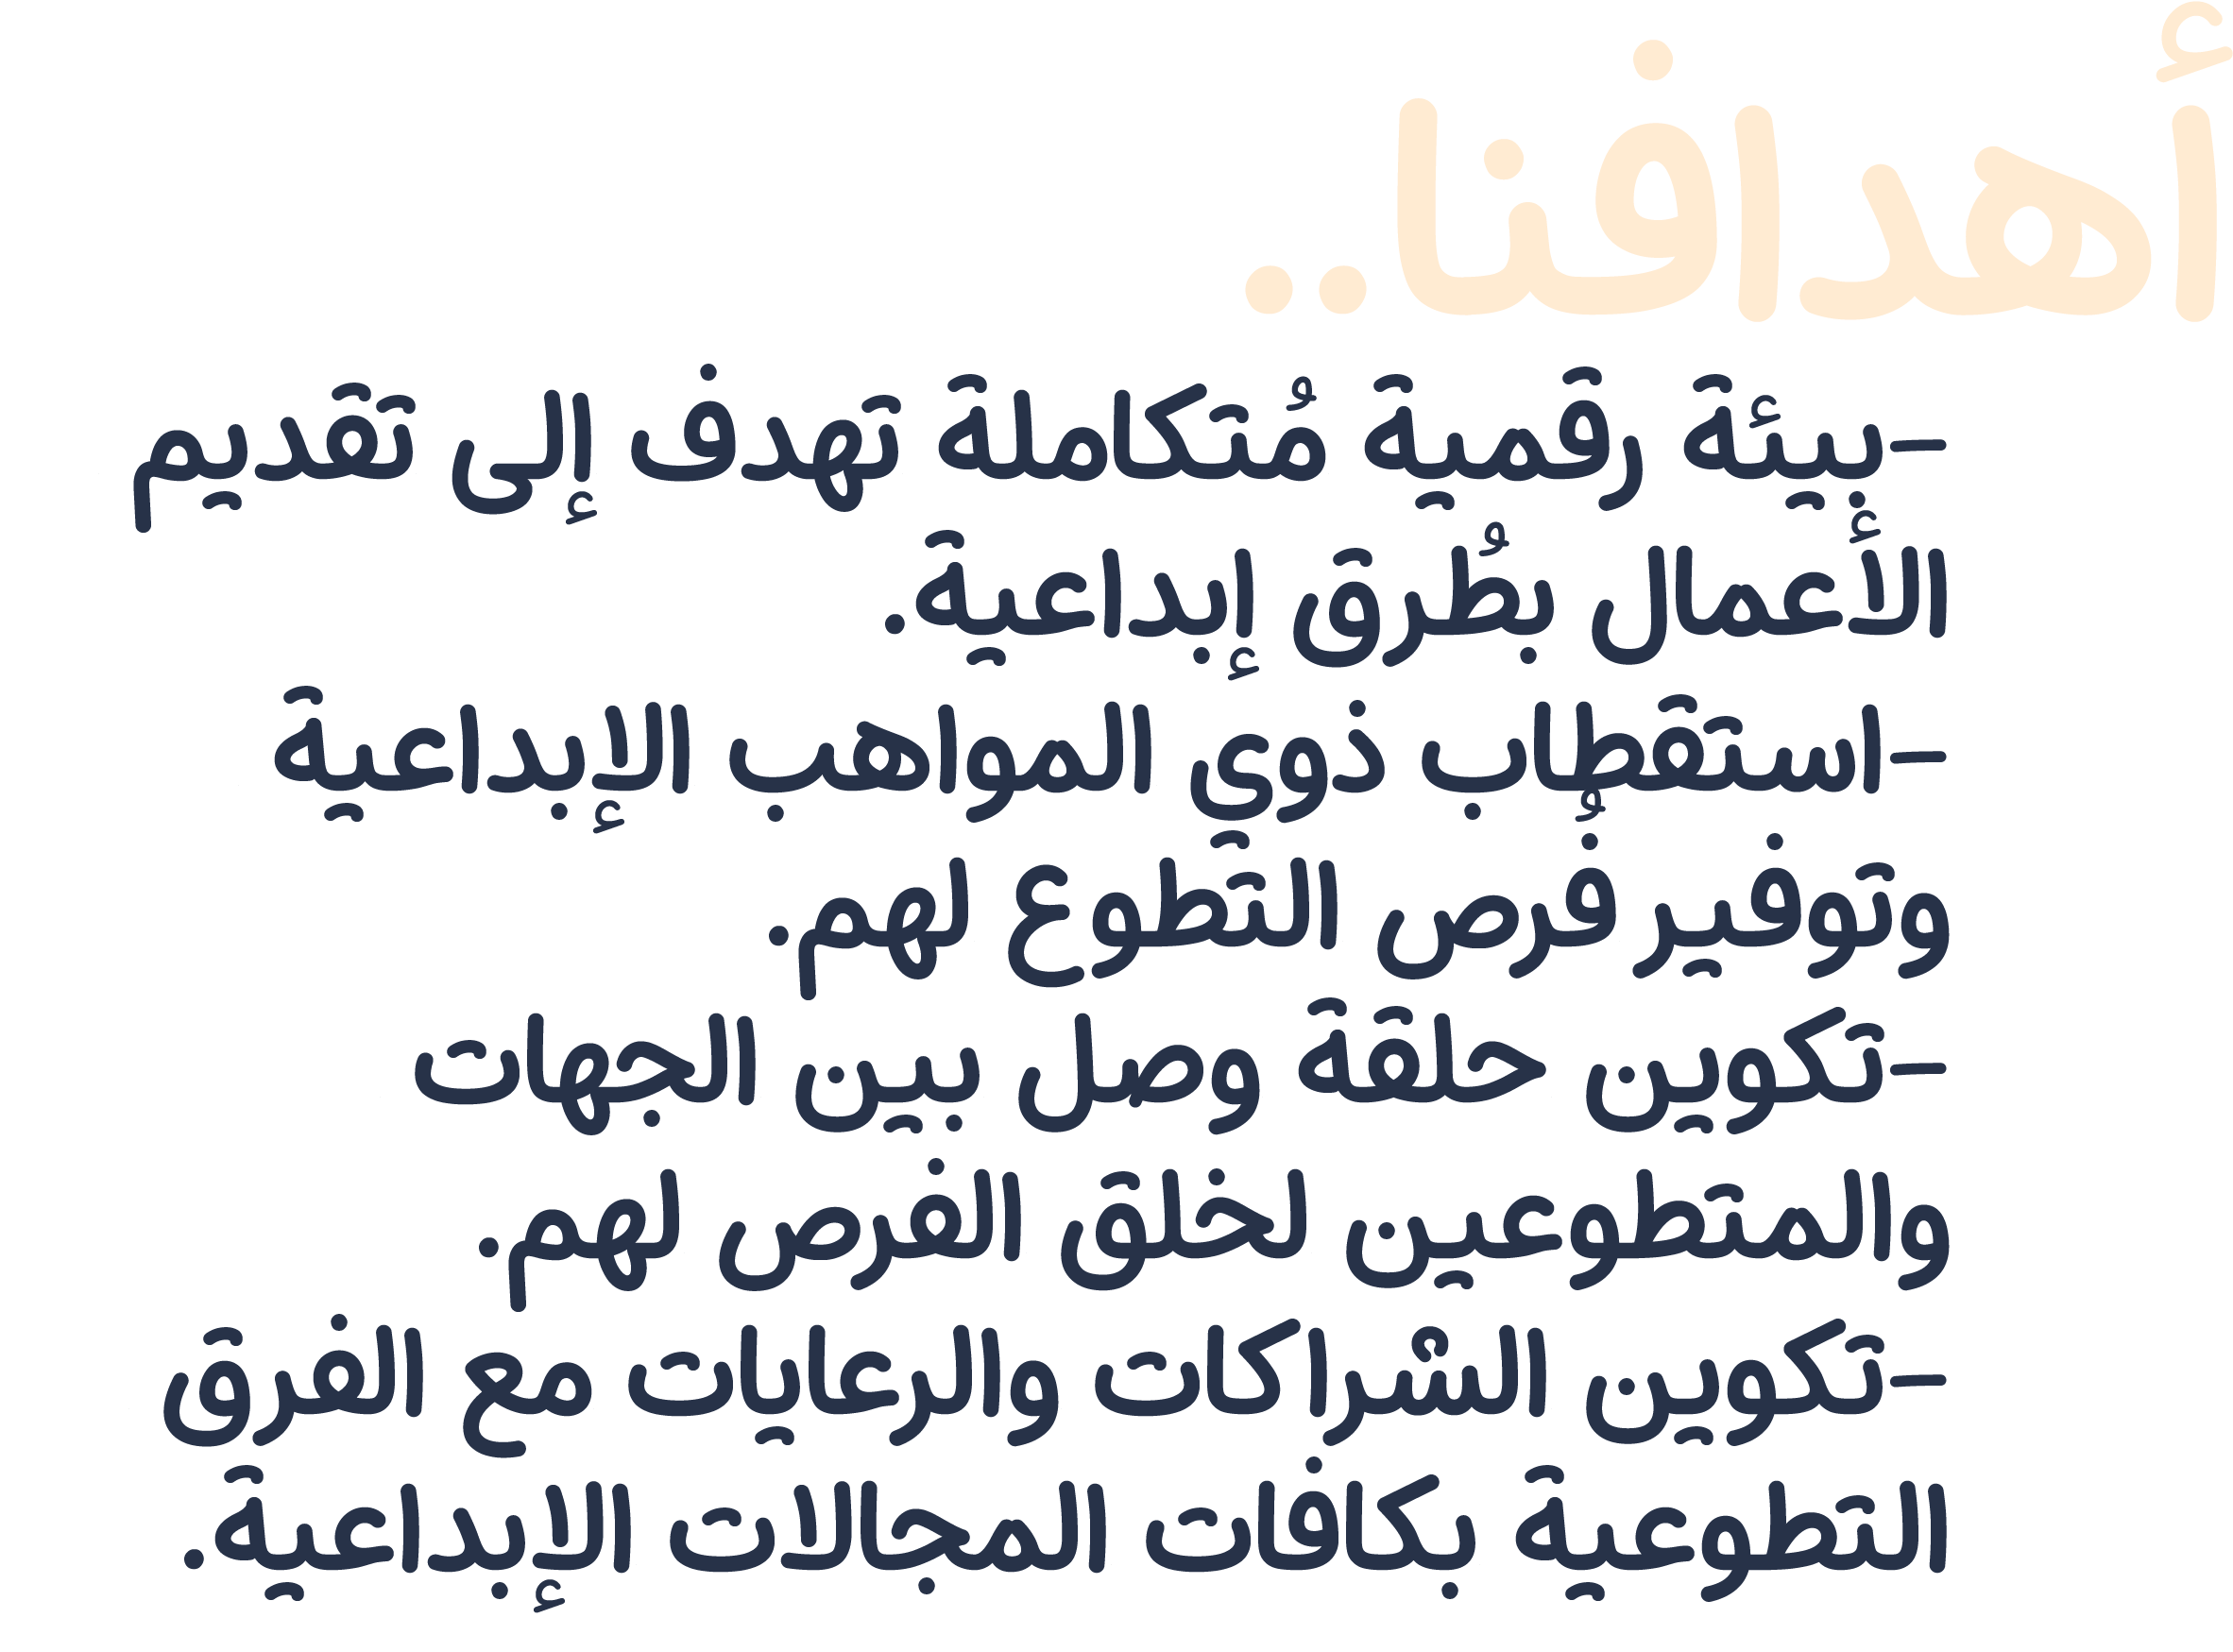 أهدافنا..
-بيئة رقمية مُتكاملة تهدف إلى تقديم
الأعمال بطُرق إبداعية.
-استقطاب ذوي المواهب الإبداعية
وتوفير فُرص التطوع لهم.
-تكوين حلقة وصل بين الجهات
والمتطوعين لخلق الفرص لهم.
-تكوين الشراكات والرعايات مع الفرق
التطوعية بكافات المجالات الإبداعية.